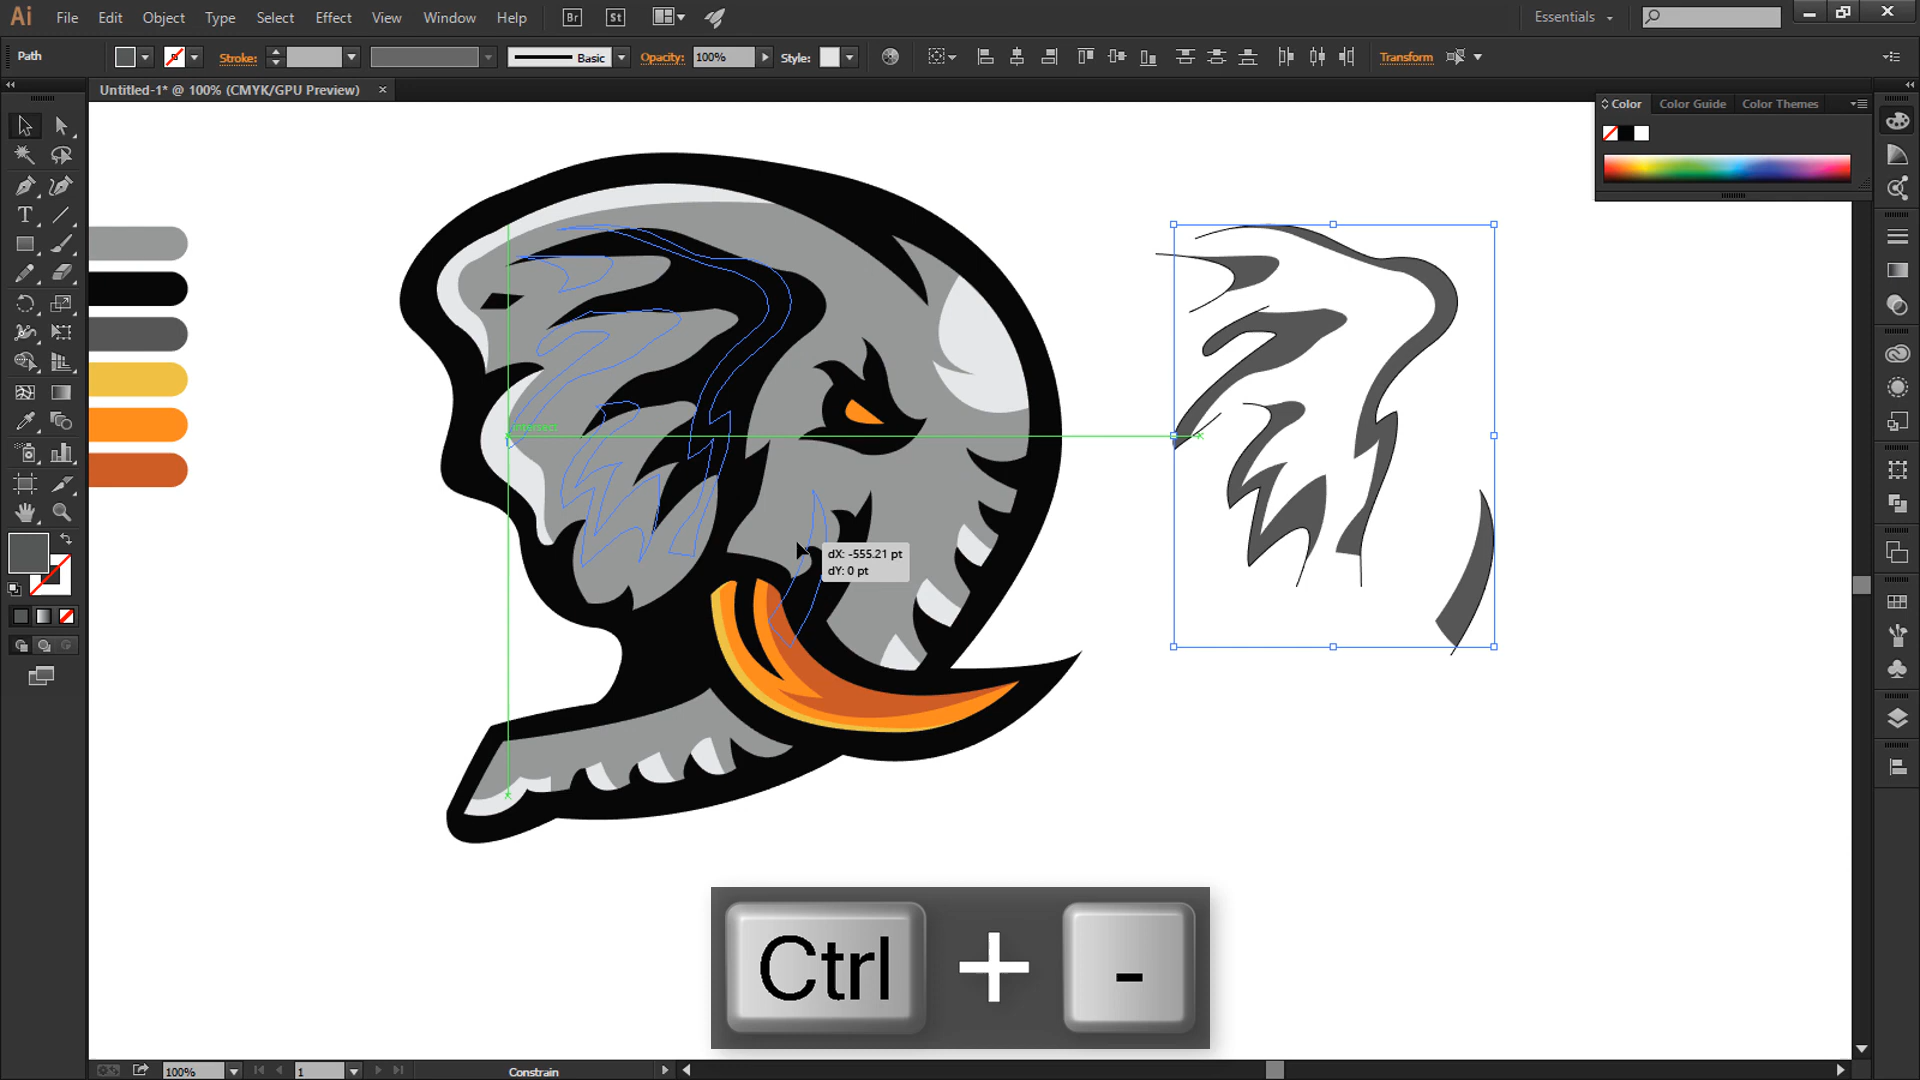 Ai File Edit Object Type Select Effect View Window Help Br St Essentials
Path Stroke: Basic Opacity: 100% Style: Transform
Untitled-1* @ 100% (CMYK/GPU Preview) ×
Color Color Guide Color Themes
T
intersect
dX: -555.21 pt
dY: 0 pt
Ctrl + -
100% 1 Constrain